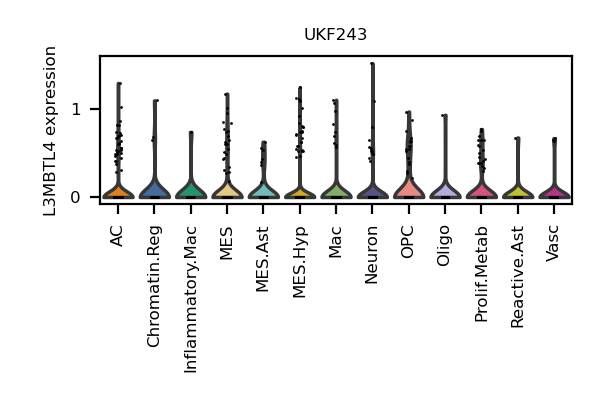 UKF243
L3MBTL4 expression
1
0
AC
Chromatin.Reg
Inflammatory.Mac
MES
MES.Ast
MES.Hyp
Mac
Neuron
OPC
Oligo
Prolif.Metab
Reactive.Ast
Vasc